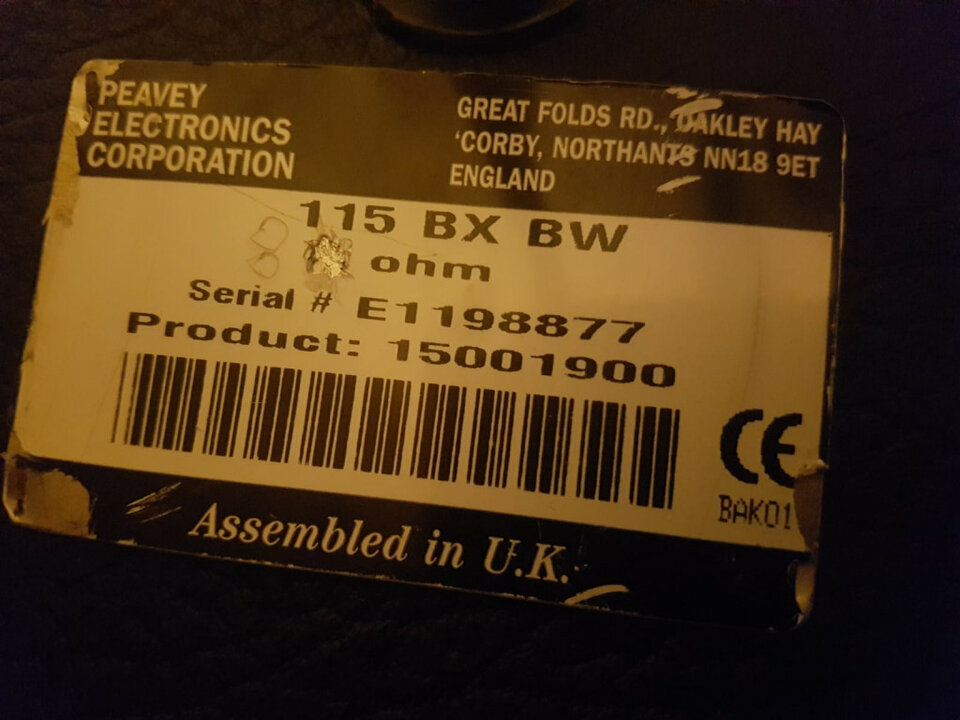 PEAVEY
ELECTRONICS
CORPORATION
GREAT FOLDS RD., OAKLEY HAY
'CORBY, NORTHANTS NN18 9ET
ENGLAND
115 BX BW
8 ohm
Serial # E1198877
Product: 15001900
CE
BAK01
Assembled in U.K.